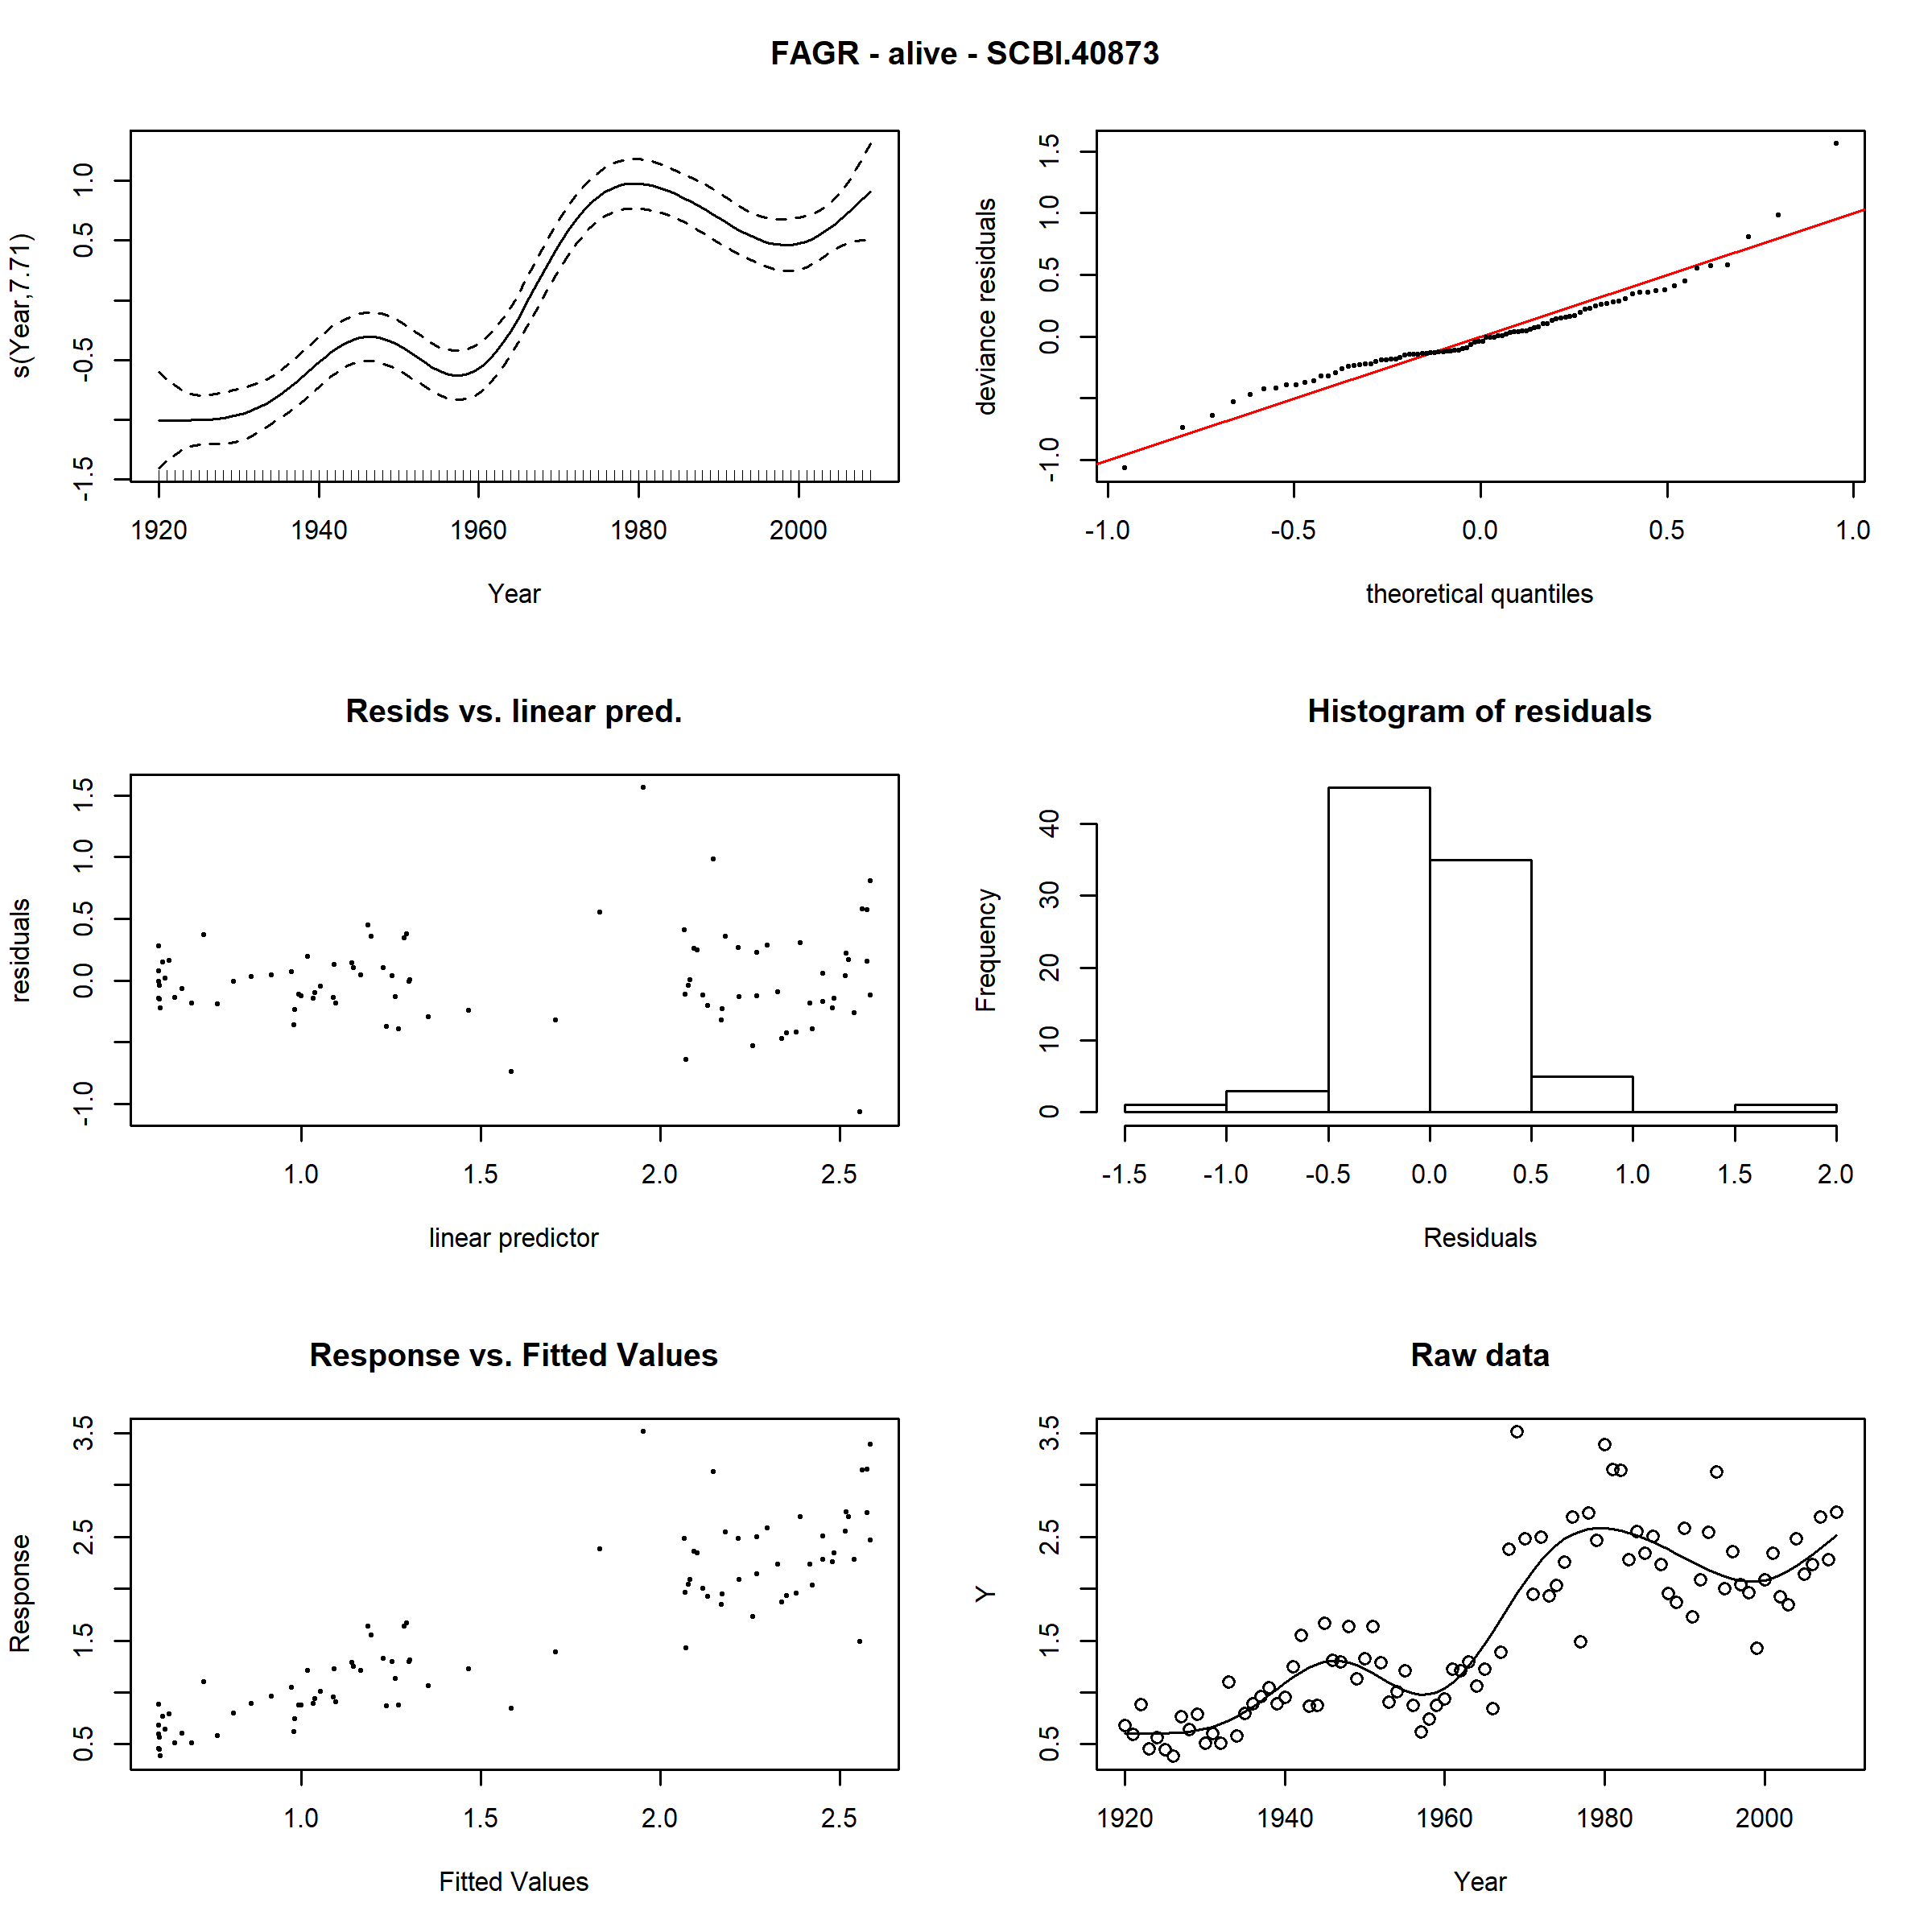 FAGR - alive - SCBI.40873
s(Year,7.71)
-1.5 -0.5 0.5 1.0
1920 1940 1960 1980 2000
Year
deviance residuals
-1.0 0.0 0.5 1.0 1.5
-1.0 -0.5 0.0 0.5 1.0
theoretical quantiles
Resids vs. linear pred.
residuals
-1.0 0.0 0.5 1.0 1.5
1.0 1.5 2.0 2.5
linear predictor
Histogram of residuals
Frequency
0 10 20 30 40
-1.5 -1.0 -0.5 0.0 0.5 1.0 1.5 2.0
Residuals
Response vs. Fitted Values
Response
0.5 1.5 2.5 3.5
1.0 1.5 2.0 2.5
Fitted Values
Raw data
Y
0.5 1.5 2.5 3.5
1920 1940 1960 1980 2000
Year